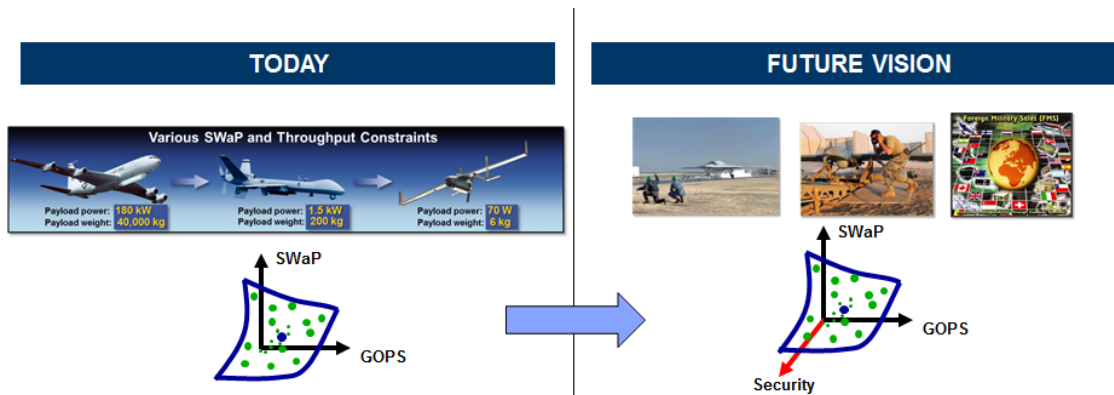 TODAY
Various SWaP and Throughput Constraints
Payload power: 180 kW
Payload weight: 40,000 kg
Payload power: 1.5 kW
Payload weight: 200 kg
Payload power: 70 W
Payload weight: 6 kg
SWaP
GOPS
FUTURE VISION
Foreign Military Sales (FMS)
SWaP
GOPS
Security